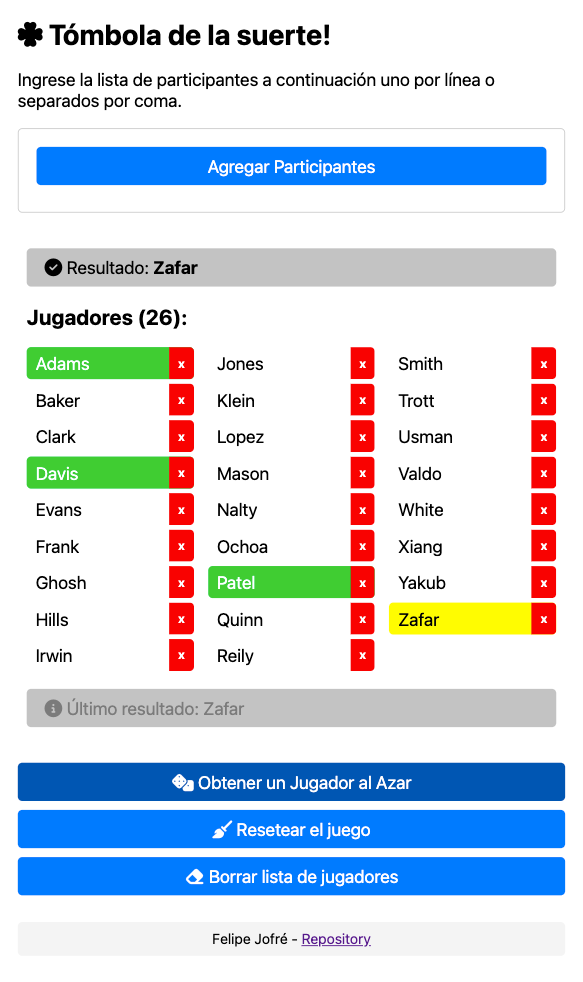 Tómbola de la suerte!
Ingrese la lista de participantes a continuación uno por línea o
separados por coma.
Agregar Participantes
Resultado: Zafar
Jugadores (26):
Adams x
Baker x
Clark x
Davis x
Evans x
Frank x
Ghosh x
Hills x
Irwin x
Jones x
Klein x
Lopez x
Mason x
Nalty x
Ochoa x
Patel x
Quinn x
Reily x
Smith x
Trott x
Usman x
Valdo x
White x
Xiang x
Yakub x
Zafar x
Último resultado: Zafar
Obtener un Jugador al Azar
Resetear el juego
Borrar lista de jugadores
Felipe Jofré - Repository